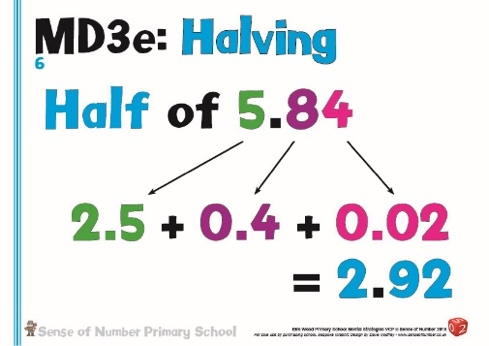 MD3e: Halving
6
Half of 5.84
2.5 + 0.4 + 0.02
= 2.92
Sense of Number Primary School